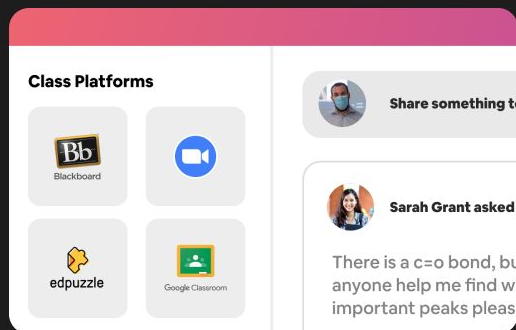 Class Platforms
Bb
Blackboard
edpuzzle
Google Classroom
Share something t
Sarah Grant asked
There is a c=o bond, bu
anyone help me find w
important peaks pleas